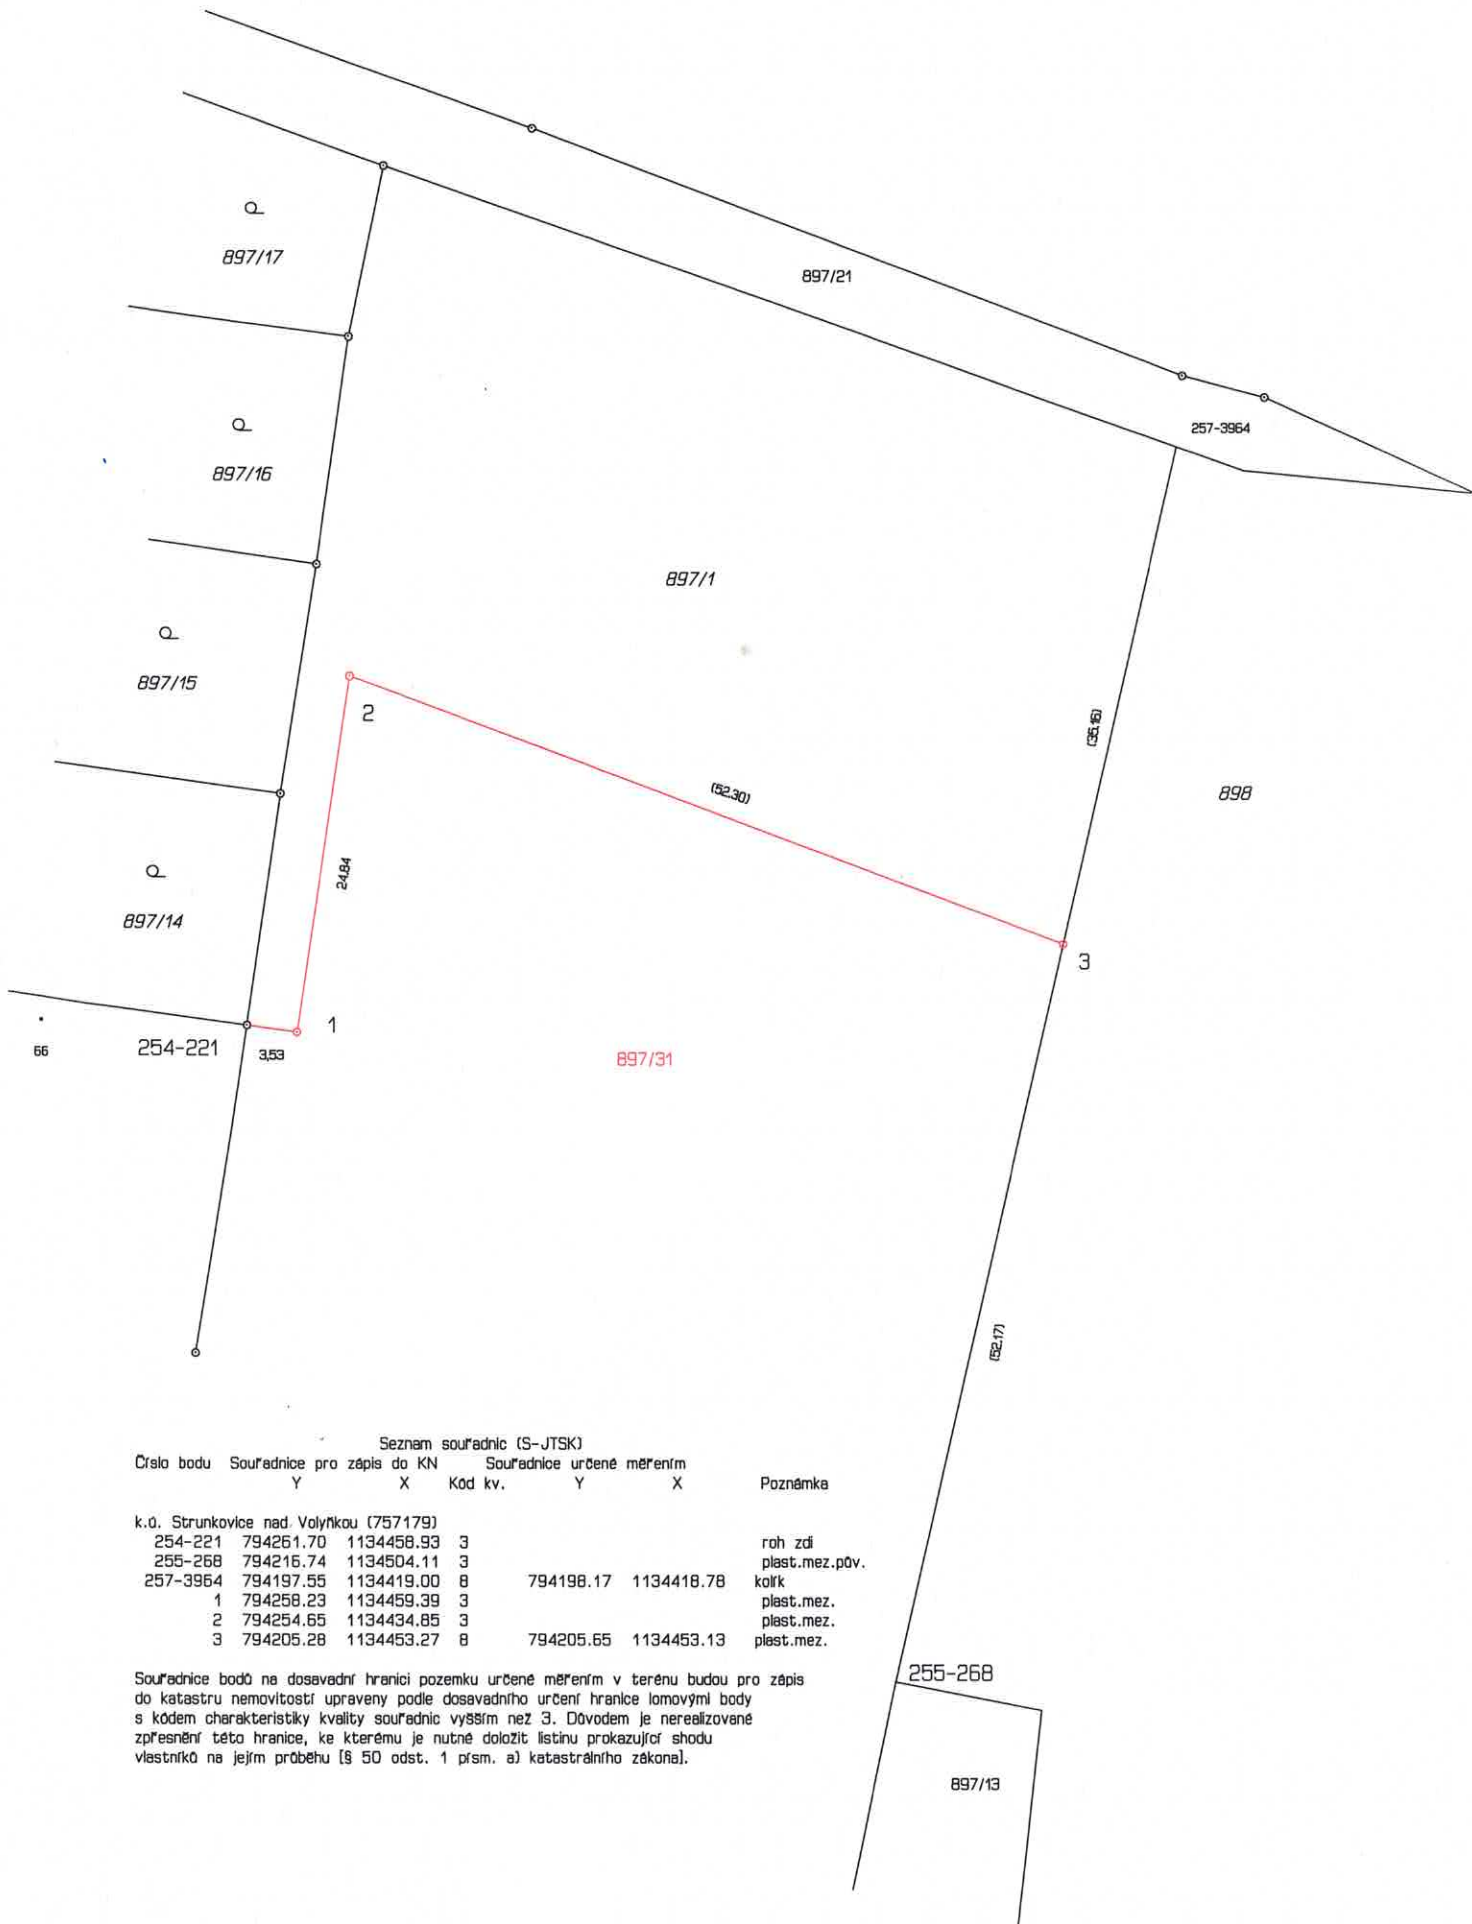 897/17
897/21
257-3964
897/16
897/1
897/15
2
(35.16)
(52.30)
898
24.84
897/14
3
1
66
254-221
3.53
897/31
(52.17)
Seznam souřadnic (S-JTSK)
Číslo bodu Souřadnice pro zápis do KN Souřadnice určené měřením
Y X Kód kv. Y X Poznámka
k.ú. Strunkovice nad Volyňkou (757179)
254-221 794261.70 1134458.93 3 roh zdi
255-268 794216.74 1134504.11 3 plast.mez.pův.
257-3964 794197.55 1134419.00 8 794198.17 1134418.78 kolík
1 794258.23 1134459.39 3 plast.mez.
2 794254.65 1134434.85 3 plast.mez.
3 794205.28 1134453.27 8 794205.65 1134453.13 plast.mez.
Souřadnice bodů na dosavadní hranici pozemku určené měřením v terénu budou pro zápis
do katastru nemovitostí upraveny podle dosavadního určení hranice lomovými body
s kódem charakteristiky kvality souřadnic vyšším než 3. Důvodem je nerealizované
zpřesnění této hranice, ke kterému je nutné doložit listinu prokazující shodu
vlastníků na jejím průběhu [§ 50 odst. 1 písm. a) katastrálního zákona].
255-268
897/13